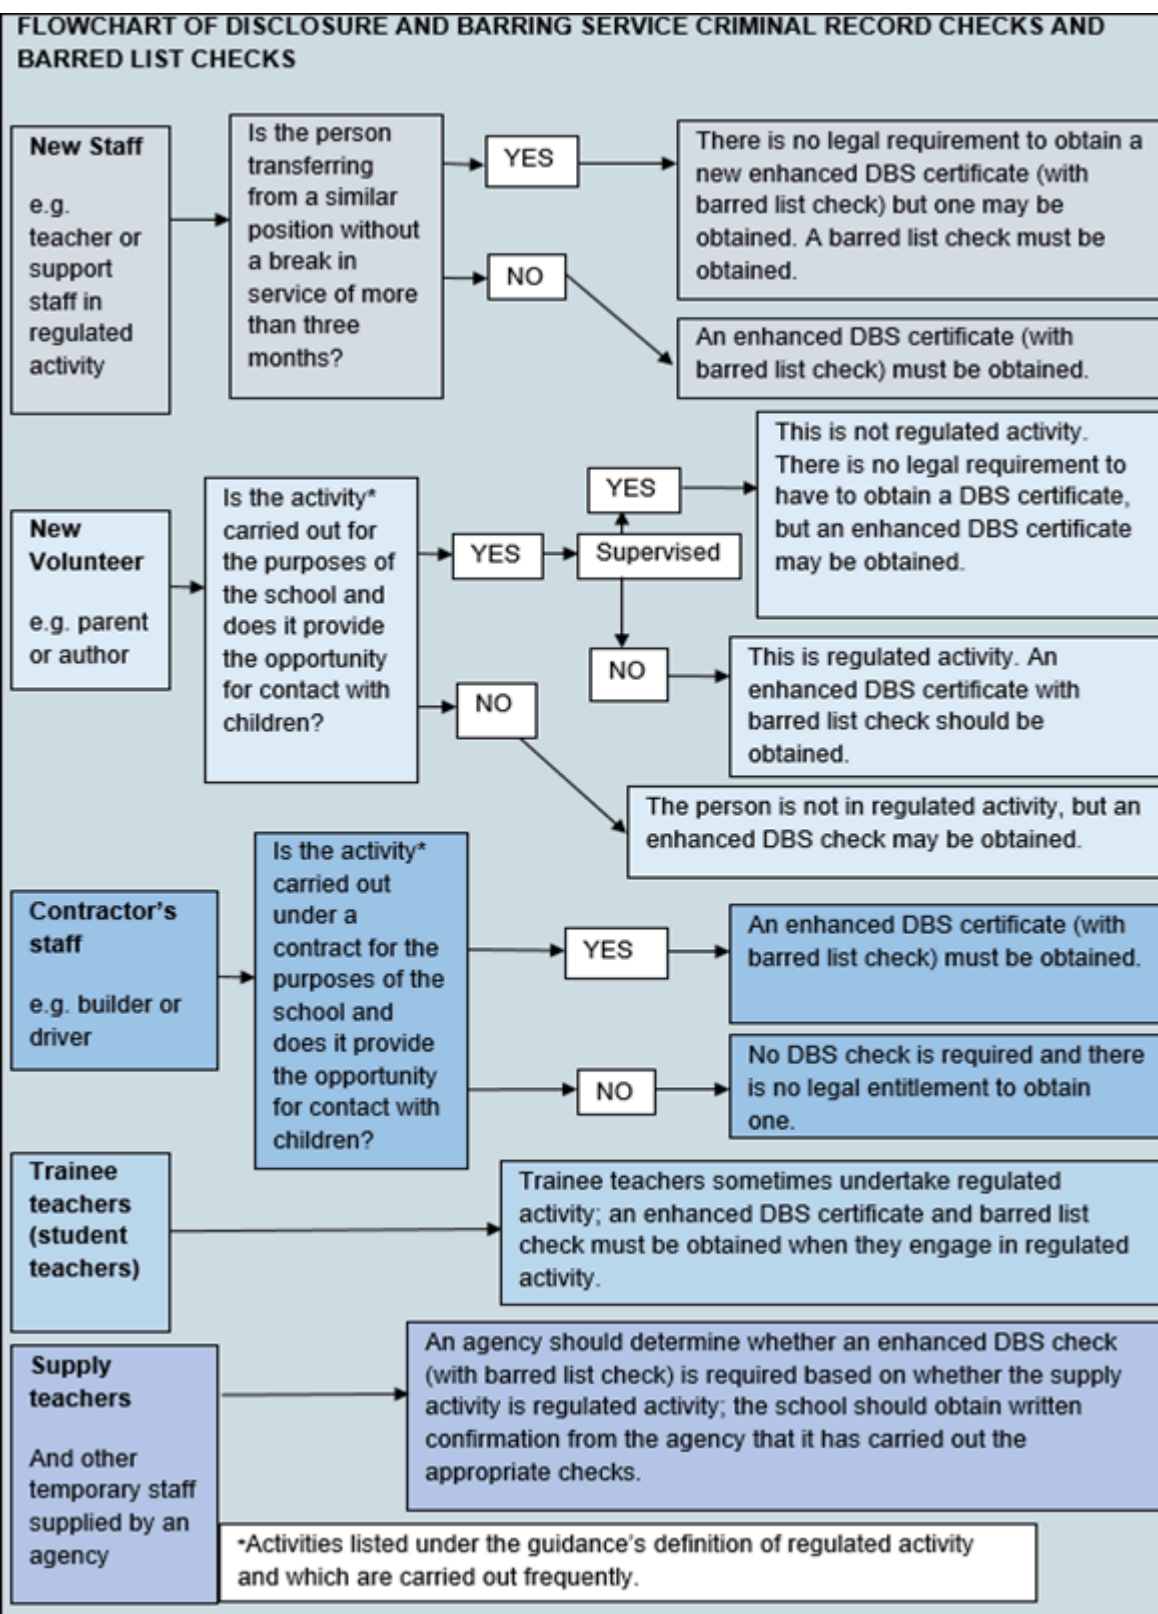 FLOWCHART OF DISCLOSURE AND BARRING SERVICE CRIMINAL RECORD CHECKS AND
BARRED LIST CHECKS
New Staff
e.g.
teacher or
support
staff in
regulated
activity
Is the person
transferring
from a similar
position without
a break in
service of more
than three
months?
YES
There is no legal requirement to obtain a
new enhanced DBS certificate (with
barred list check) but one may be
obtained. A barred list check must be
obtained.
NO
An enhanced DBS certificate (with
barred list check) must be obtained.
New
Volunteer
e.g. parent
or author
Is the activity*
carried out for
the purposes of
the school and
does it provide
the opportunity
for contact with
children?
YES
Supervised
YES
This is not regulated activity.
There is no legal requirement to
have to obtain a DBS certificate,
but an enhanced DBS certificate
may be obtained.
NO
This is regulated activity. An
enhanced DBS certificate with
barred list check should be
obtained.
NO
The person is not in regulated activity, but an
enhanced DBS check may be obtained.
Contractor's
staff
e.g. builder or
driver
Is the activity*
carried out
under a
contract for the
purposes of the
school and
does it provide
the opportunity
for contact with
children?
YES
An enhanced DBS certificate (with
barred list check) must be obtained.
NO
No DBS check is required and there
is no legal entitlement to obtain
one.
Trainee
teachers
(student
teachers)
Trainee teachers sometimes undertake regulated
activity; an enhanced DBS certificate and barred list
check must be obtained when they engage in regulated
activity.
Supply
teachers
And other
temporary staff
supplied by an
agency
An agency should determine whether an enhanced DBS check
(with barred list check) is required based on whether the supply
activity is regulated activity; the school should obtain written
confirmation from the agency that it has carried out the
appropriate checks.
*Activities listed under the guidance's definition of regulated activity
and which are carried out frequently.